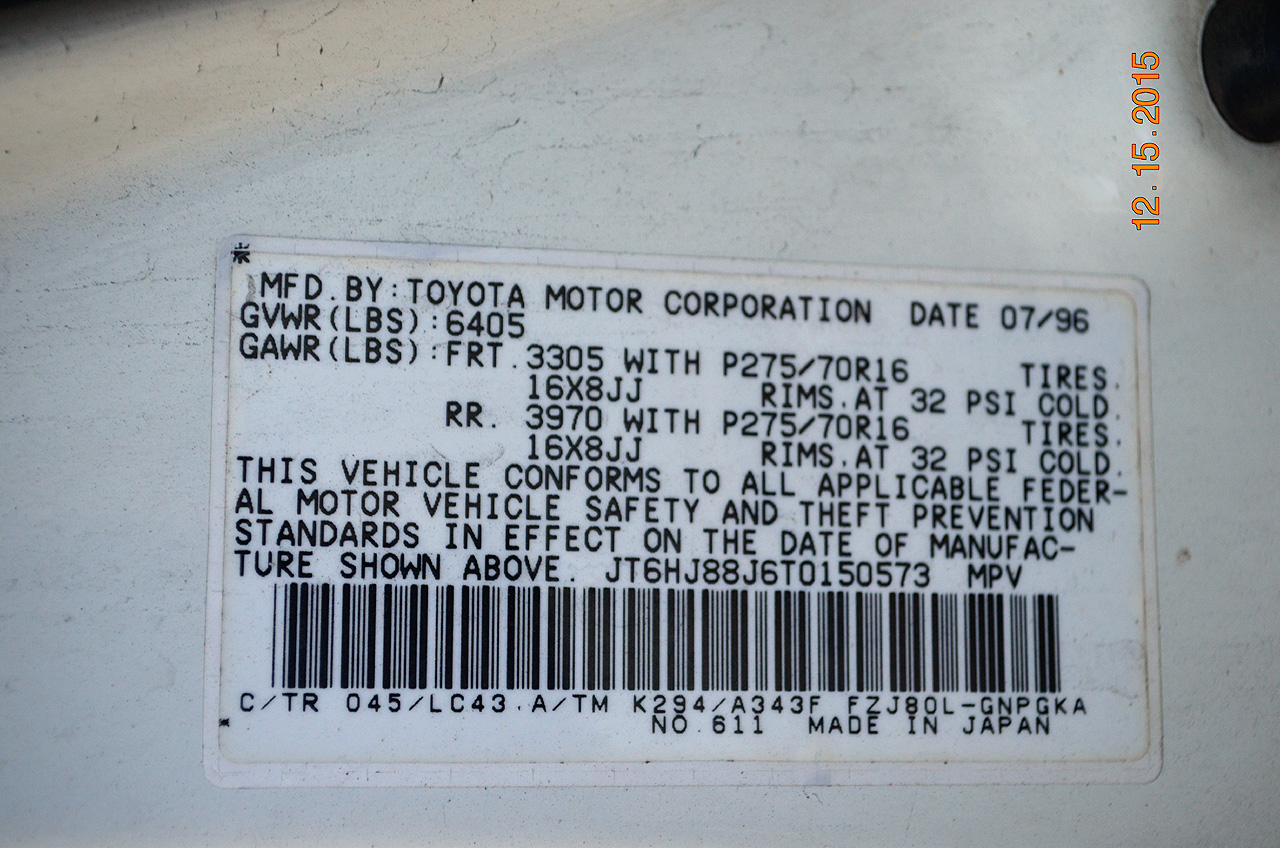 12.15.2015
MFD.BY:TOYOTA MOTOR CORPORATION DATE 07/96
GVWR(LBS):6405
GAWR(LBS):FRT.3305 WITH P275/70R16 TIRES.
16X8JJ RIMS.AT 32 PSI COLD.
RR. 3970 WITH P275/70R16 TIRES.
16X8JJ RIMS.AT 32 PSI COLD.
THIS VEHICLE CONFORMS TO ALL APPLICABLE FEDER-
AL MOTOR VEHICLE SAFETY AND THEFT PREVENTION
STANDARDS IN EFFECT ON THE DATE OF MANUFAC-
TURE SHOWN ABOVE. JT6HJ88J6T0150573 MPV
C/TR 045/LC43.A/TM K294/A343F FZJ80L-GNPGKA
NO.611 MADE IN JAPAN